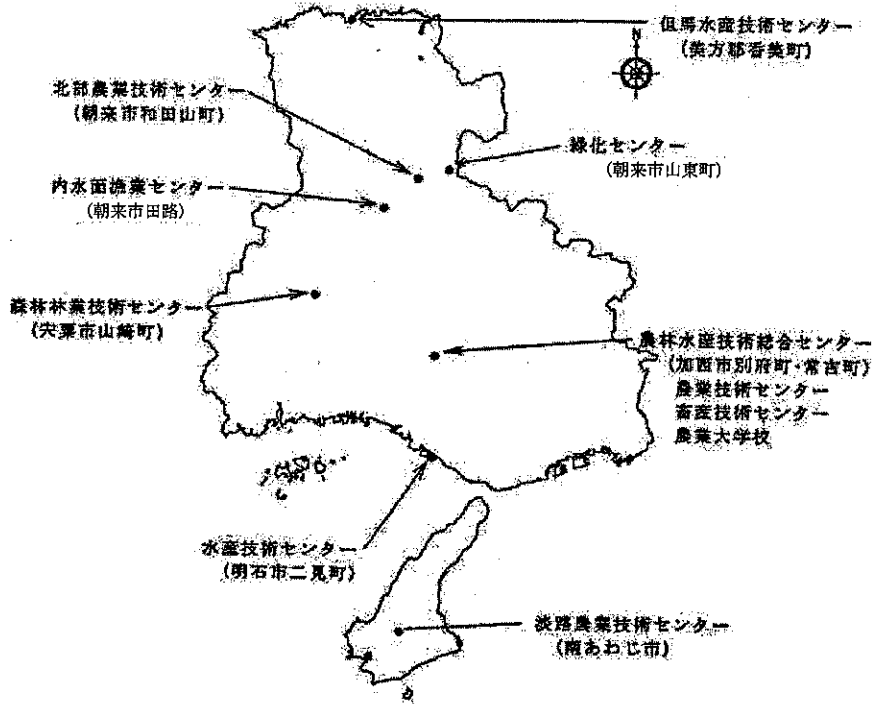 但馬水産技術センター
(美方郡香美町)
N
北部農業技術センター
(朝来市和田山町)
緑化センター
(朝来市山東町)
内水面漁業センター
(朝来市田路)
森林林業技術センター
(宍粟市山崎町)
農林水産技術総合センター
(加西市別府町・常吉町)
農業技術センター
畜産技術センター
農業大学校
水産技術センター
(明石市二見町)
淡路農業技術センター
(南あわじ市)